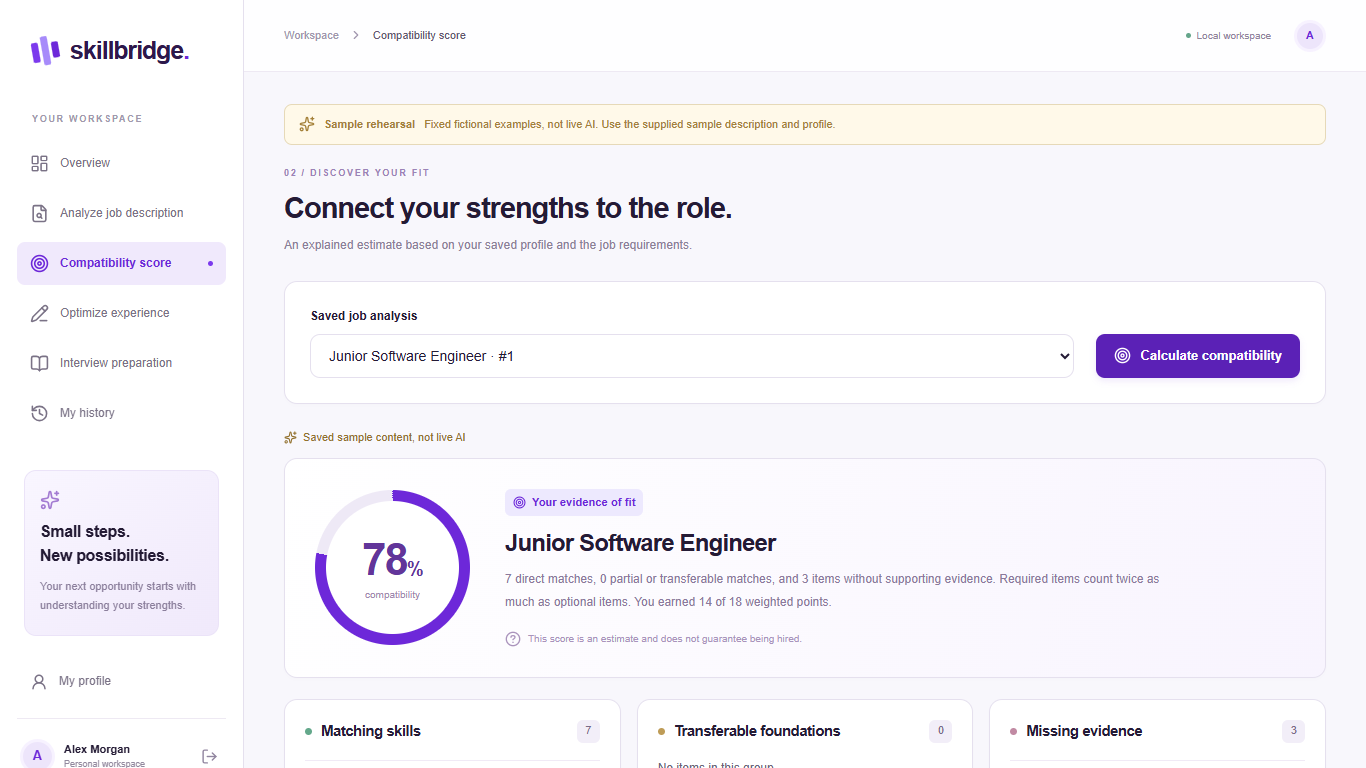 skillbridge.
YOUR WORKSPACE
Overview
Analyze job description
Compatibility score
Optimize experience
Interview preparation
My history
Small steps.
New possibilities.
Your next opportunity starts with
understanding your strengths.
My profile
A
Alex Morgan
Personal workspace
Workspace
Compatibility score
Local workspace
A
Sample rehearsal Fixed fictional examples, not live AI. Use the supplied sample description and profile.
02 / DISCOVER YOUR FIT
Connect your strengths to the role.
An explained estimate based on your saved profile and the job requirements.
Saved job analysis
Junior Software Engineer · #1
Calculate compatibility
Saved sample content, not live AI
78%
compatibility
Your evidence of fit
Junior Software Engineer
7 direct matches, 0 partial or transferable matches, and 3 items without supporting evidence. Required items count twice as
much as optional items. You earned 14 of 18 weighted points.
This score is an estimate and does not guarantee being hired.
Matching skills 7
Transferable foundations 0
No items in this group
Missing evidence 3